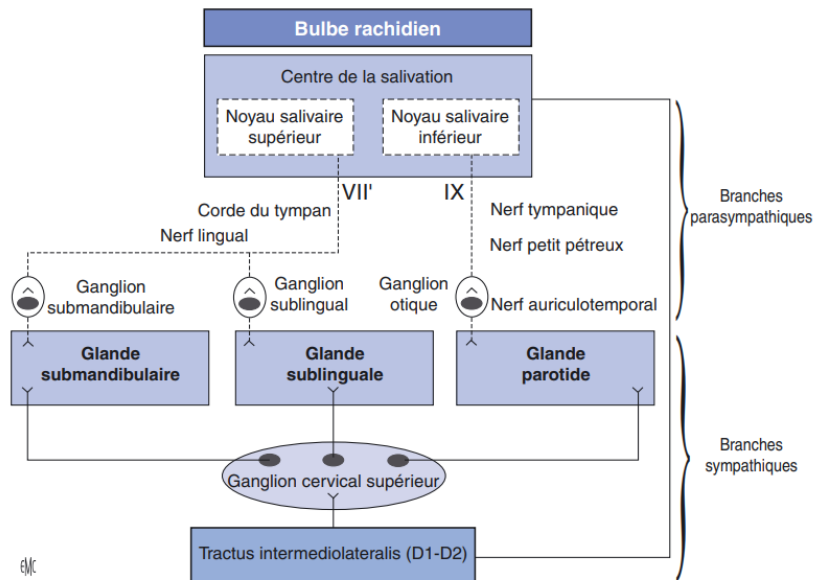 Bulbe rachidien
Centre de la salivation
Noyau salivaire
supérieur
Noyau salivaire
inférieur
VII'
IX
Corde du tympan
Nerf lingual
Nerf tympanique
Nerf petit pétreux
Branches
parasympathiques
Ganglion
submandibulaire
Ganglion
sublingual
Ganglion
otique
Nerf auriculotemporal
Glande
submandibulaire
Glande
sublinguale
Glande
parotide
Branches
sympathiques
Ganglion cervical supérieur
Tractus intermediolateralis (D1-D2)
EMC